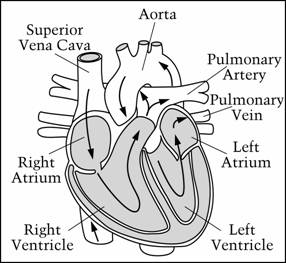 Aorta
Superior
Vena Cava
Pulmonary
Artery
Pulmonary
Vein
Right
Atrium
Left
Atrium
Right
Ventricle
Left
Ventricle